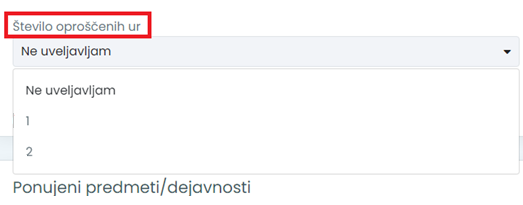 Število oproščenih ur
Ne uveljavljam
Ne uveljavljam
1
2
Ponujeni predmeti/dejavnosti